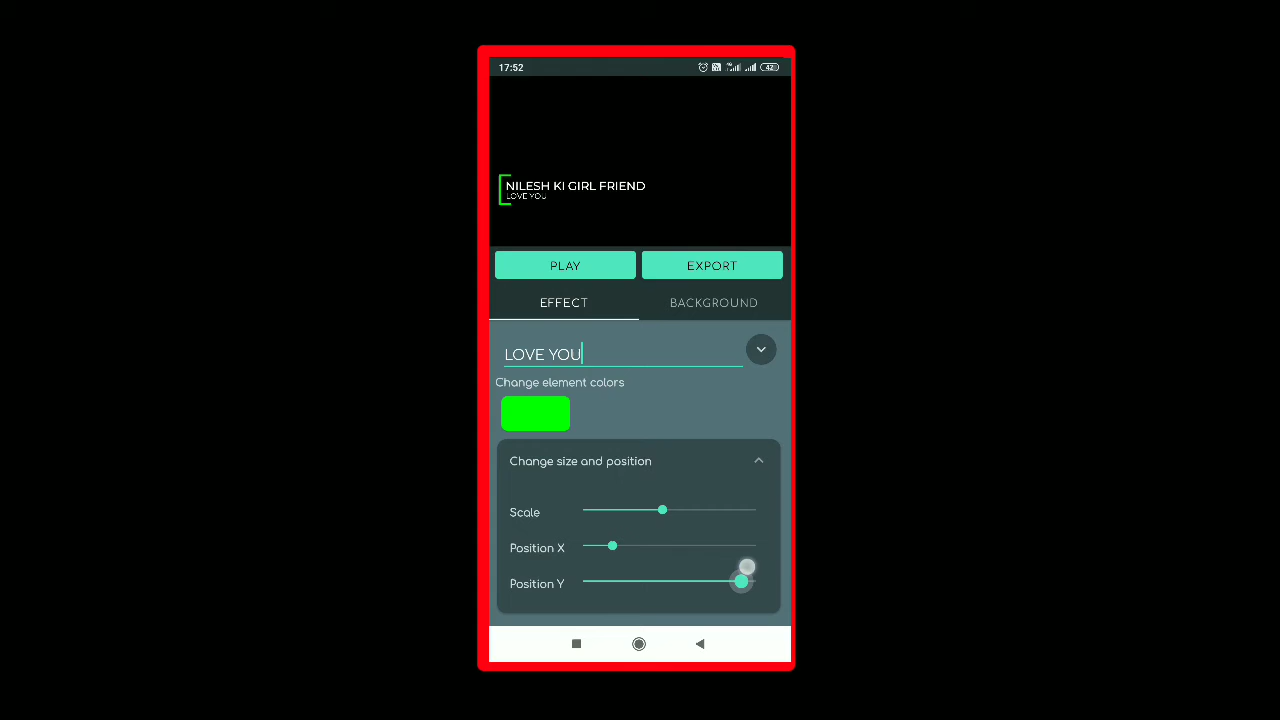 17:52
42
NILESH KI GIRL FRIEND
LOVE YOU
PLAY
EXPORT
EFFECT
BACKGROUND
LOVE YOU
Change element colors
Change size and position
Scale
Position X
Position Y